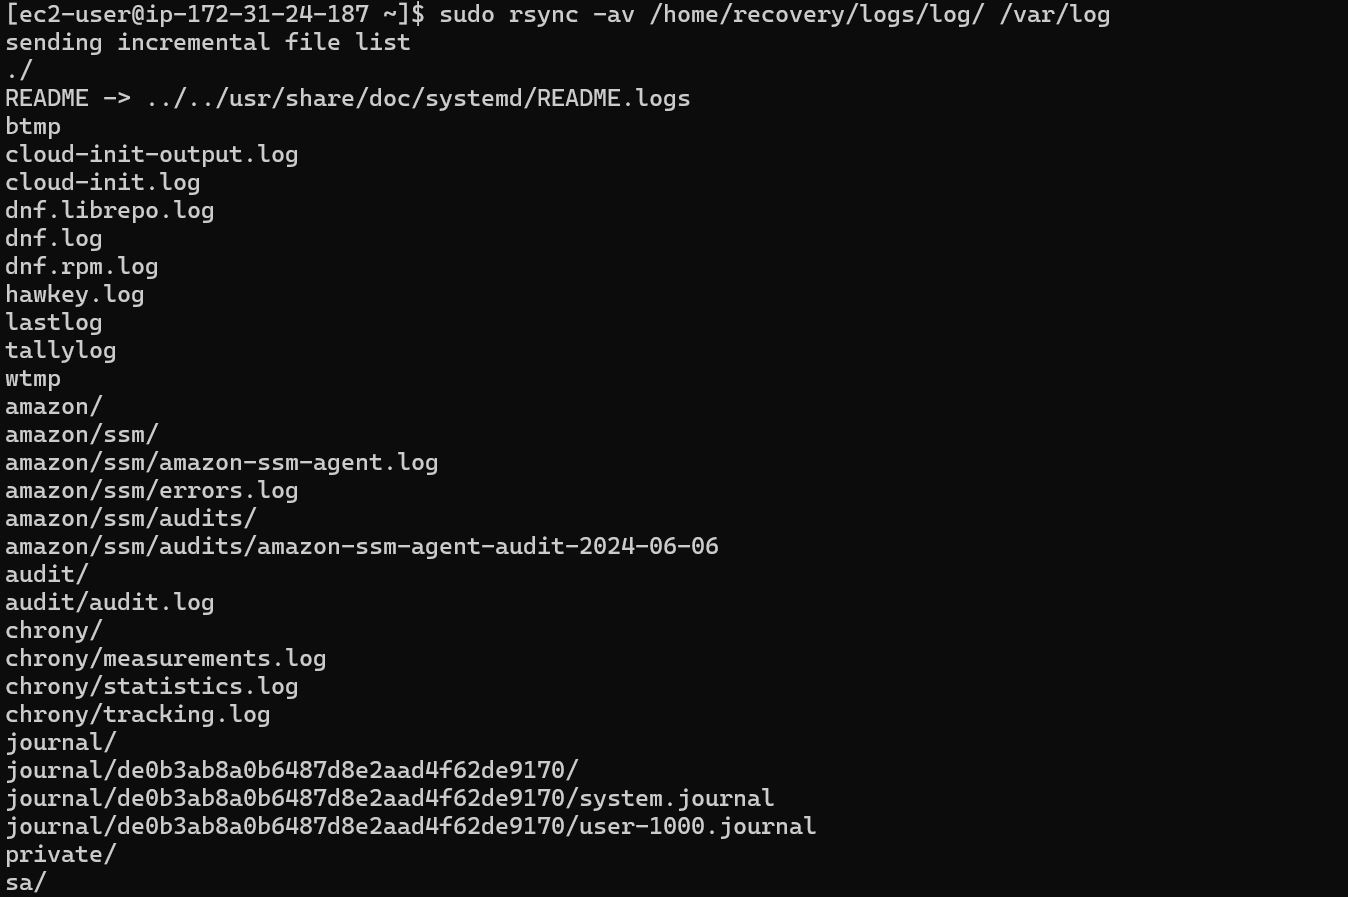 [ec2-user@ip-172-31-24-187 ~]$ sudo rsync -av /home/recovery/logs/log/ /var/log
sending incremental file list
./
README -> ../../usr/share/doc/systemd/README.logs
btmp
cloud-init-output.log
cloud-init.log
dnf.librepo.log
dnf.log
dnf.rpm.log
hawkey.log
lastlog
tallylog
wtmp
amazon/
amazon/ssm/
amazon/ssm/amazon-ssm-agent.log
amazon/ssm/errors.log
amazon/ssm/audits/
amazon/ssm/audits/amazon-ssm-agent-audit-2024-06-06
audit/
audit/audit.log
chrony/
chrony/measurements.log
chrony/statistics.log
chrony/tracking.log
journal/
journal/de0b3ab8a0b6487d8e2aad4f62de9170/
journal/de0b3ab8a0b6487d8e2aad4f62de9170/system.journal
journal/de0b3ab8a0b6487d8e2aad4f62de9170/user-1000.journal
private/
sa/